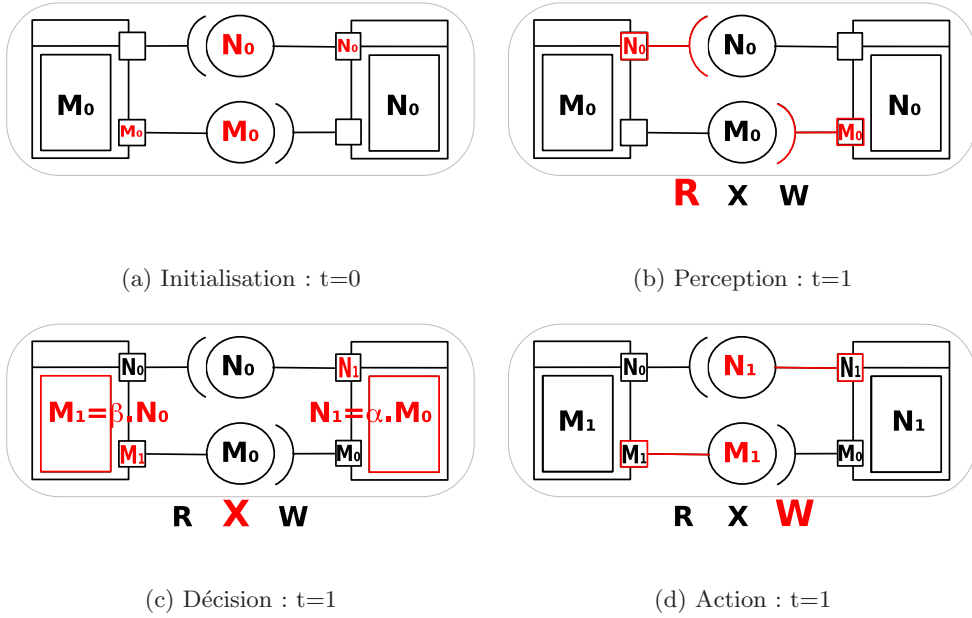 N₀ N₀
M₀ N₀
M₀ M₀
(a) Initialisation : t=0
N₀ N₀
M₀ N₀
M₀ M₀
R X W
(b) Perception : t=1
N₀ N₀ N₁
M₁=β.N₀ N₁=α.M₀
M₁ M₀ M₀
R X W
(c) Décision : t=1
N₀ N₁ N₁
M₁ N₁
M₁ M₁ M₀
R X W
(d) Action : t=1